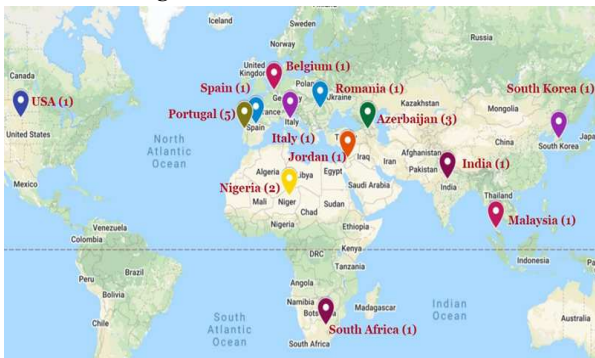 Iceland
Sweden
Norway
Russia
Canada
United
Kingdom
Belgium (1)
Spain (1)
Romania (1)
South Korea (1)
USA (1)
Portugal (5)
Ukraine
Kazakhstan
Mongolia
Azerbaijan (3)
United States
Spain
Italy
Italy (1)
North
Atlantic
Ocean
China
South Korea
Jordan (1)
Iraq
Iran
Afghanistan
Pakistan
India (1)
India
Algeria
Libya
Egypt
Saudi Arabia
Mexico
Nigeria (2)
Mali
Niger
Chad
Sudan
Thailand
Malaysia (1)
Nigeria
Ethiopia
Venezuela
Colombia
Kenya
DRC
Tanzania
Indonesia
Peru
Brazil
Bolivia
Angola
Namibia
Madagascar
Indian
Ocean
South
Atlantic
Ocean
Chile
South Africa (1)
South Africa
Australia